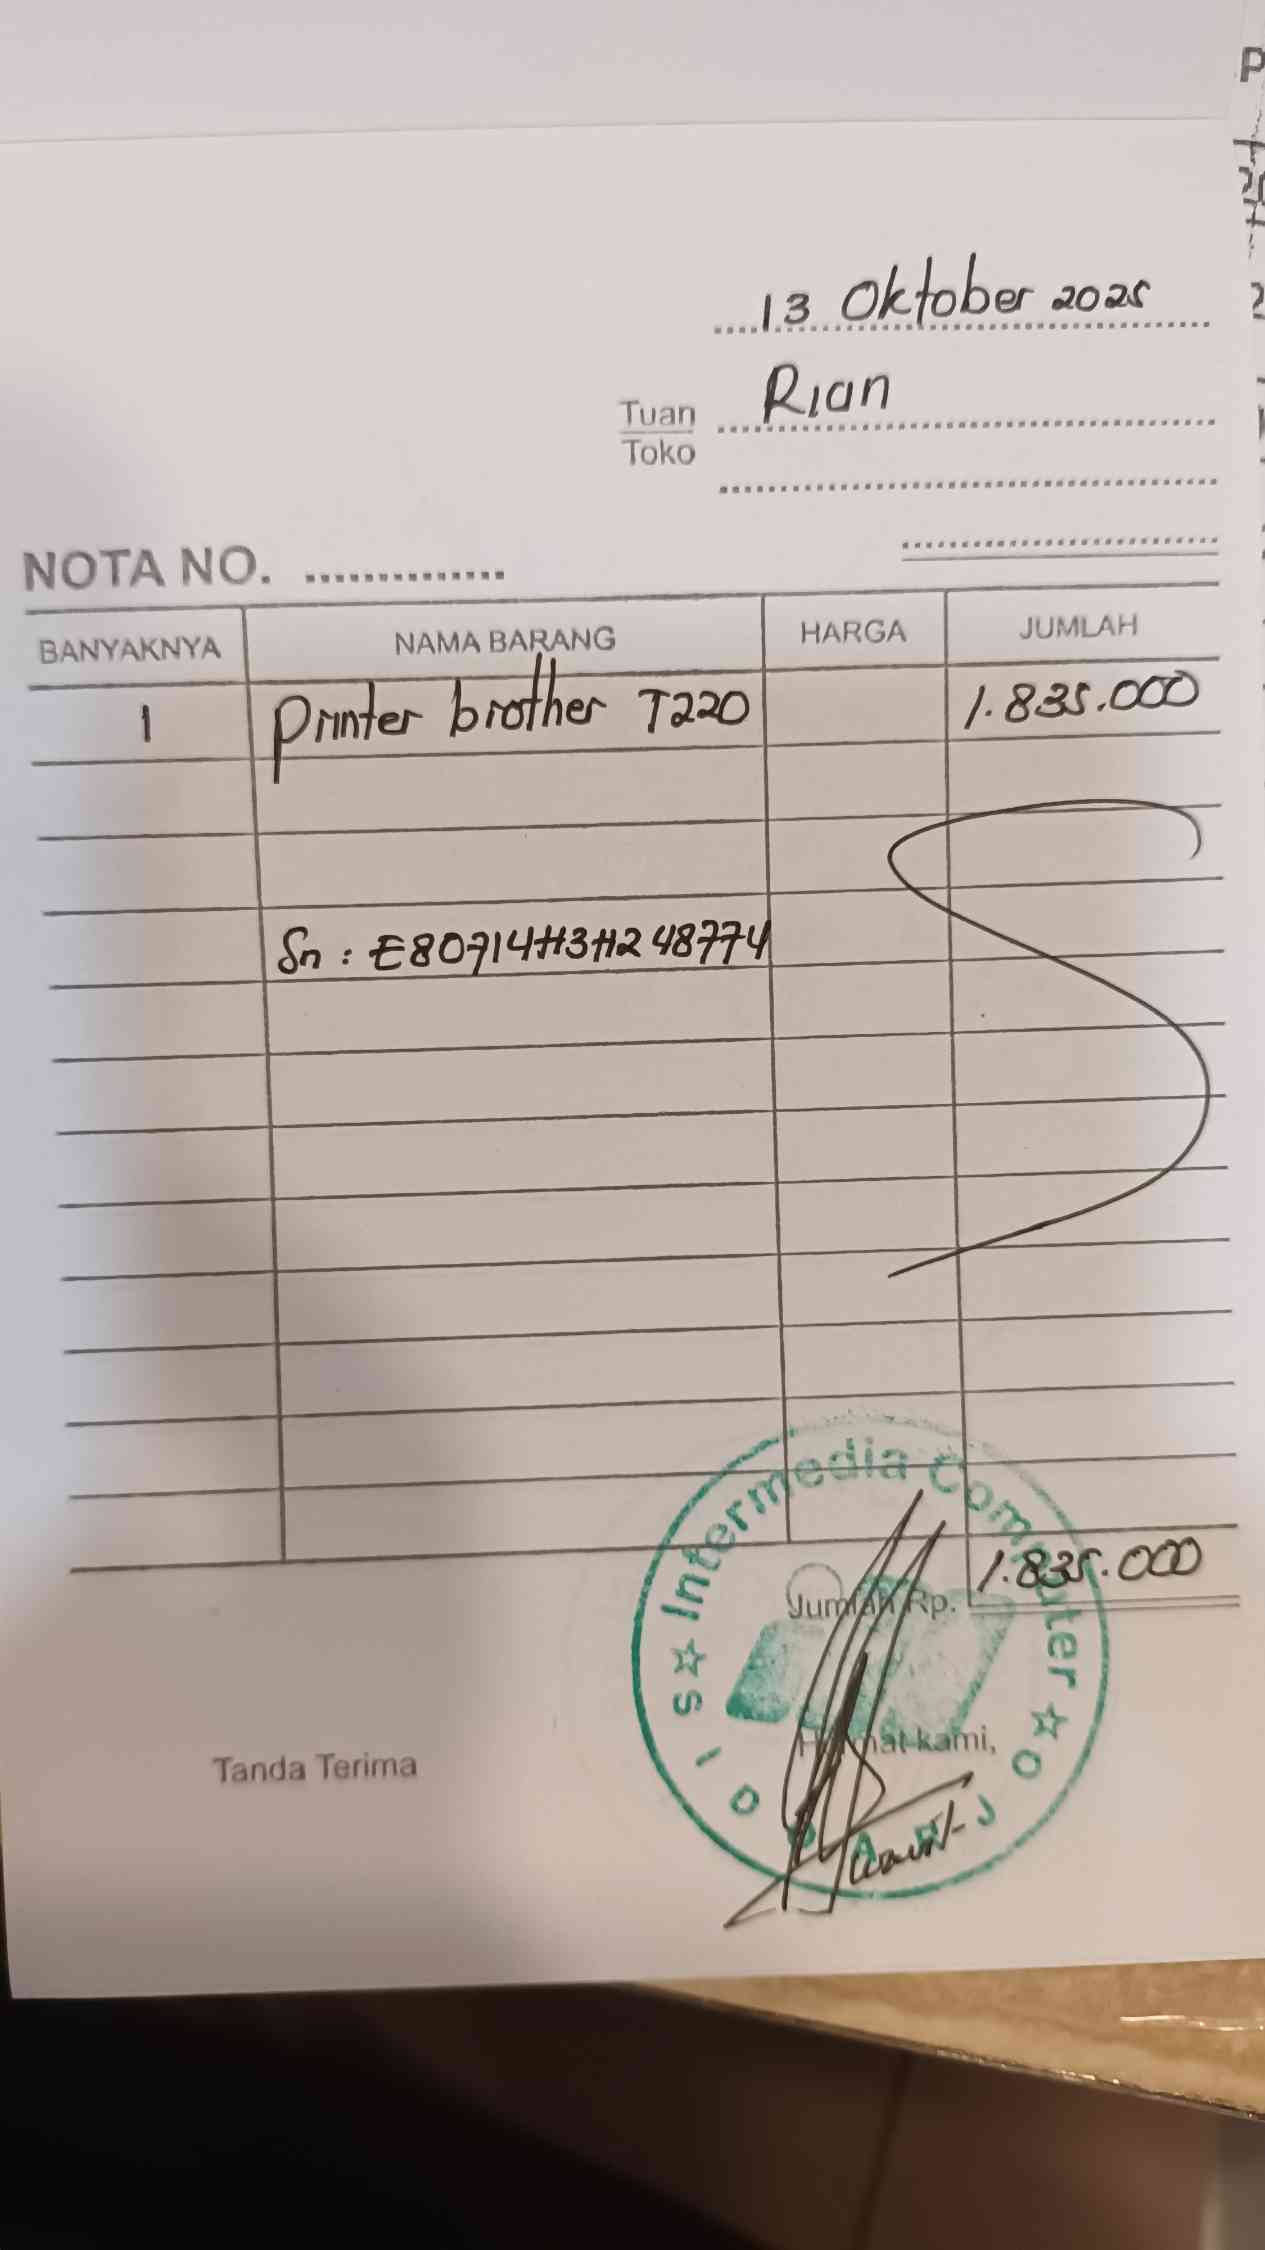 13 Oktober 2025
Tuan Rian
Toko
NOTA NO.
BANYAKNYA NAMA BARANG HARGA JUMLAH
1 Printer brother T220 1.835.000
Sn : E80714H3H248774
Jumlah Rp. 1.835.000
Tanda Terima Hormat kami,
☆ Intermedia Computer ☆